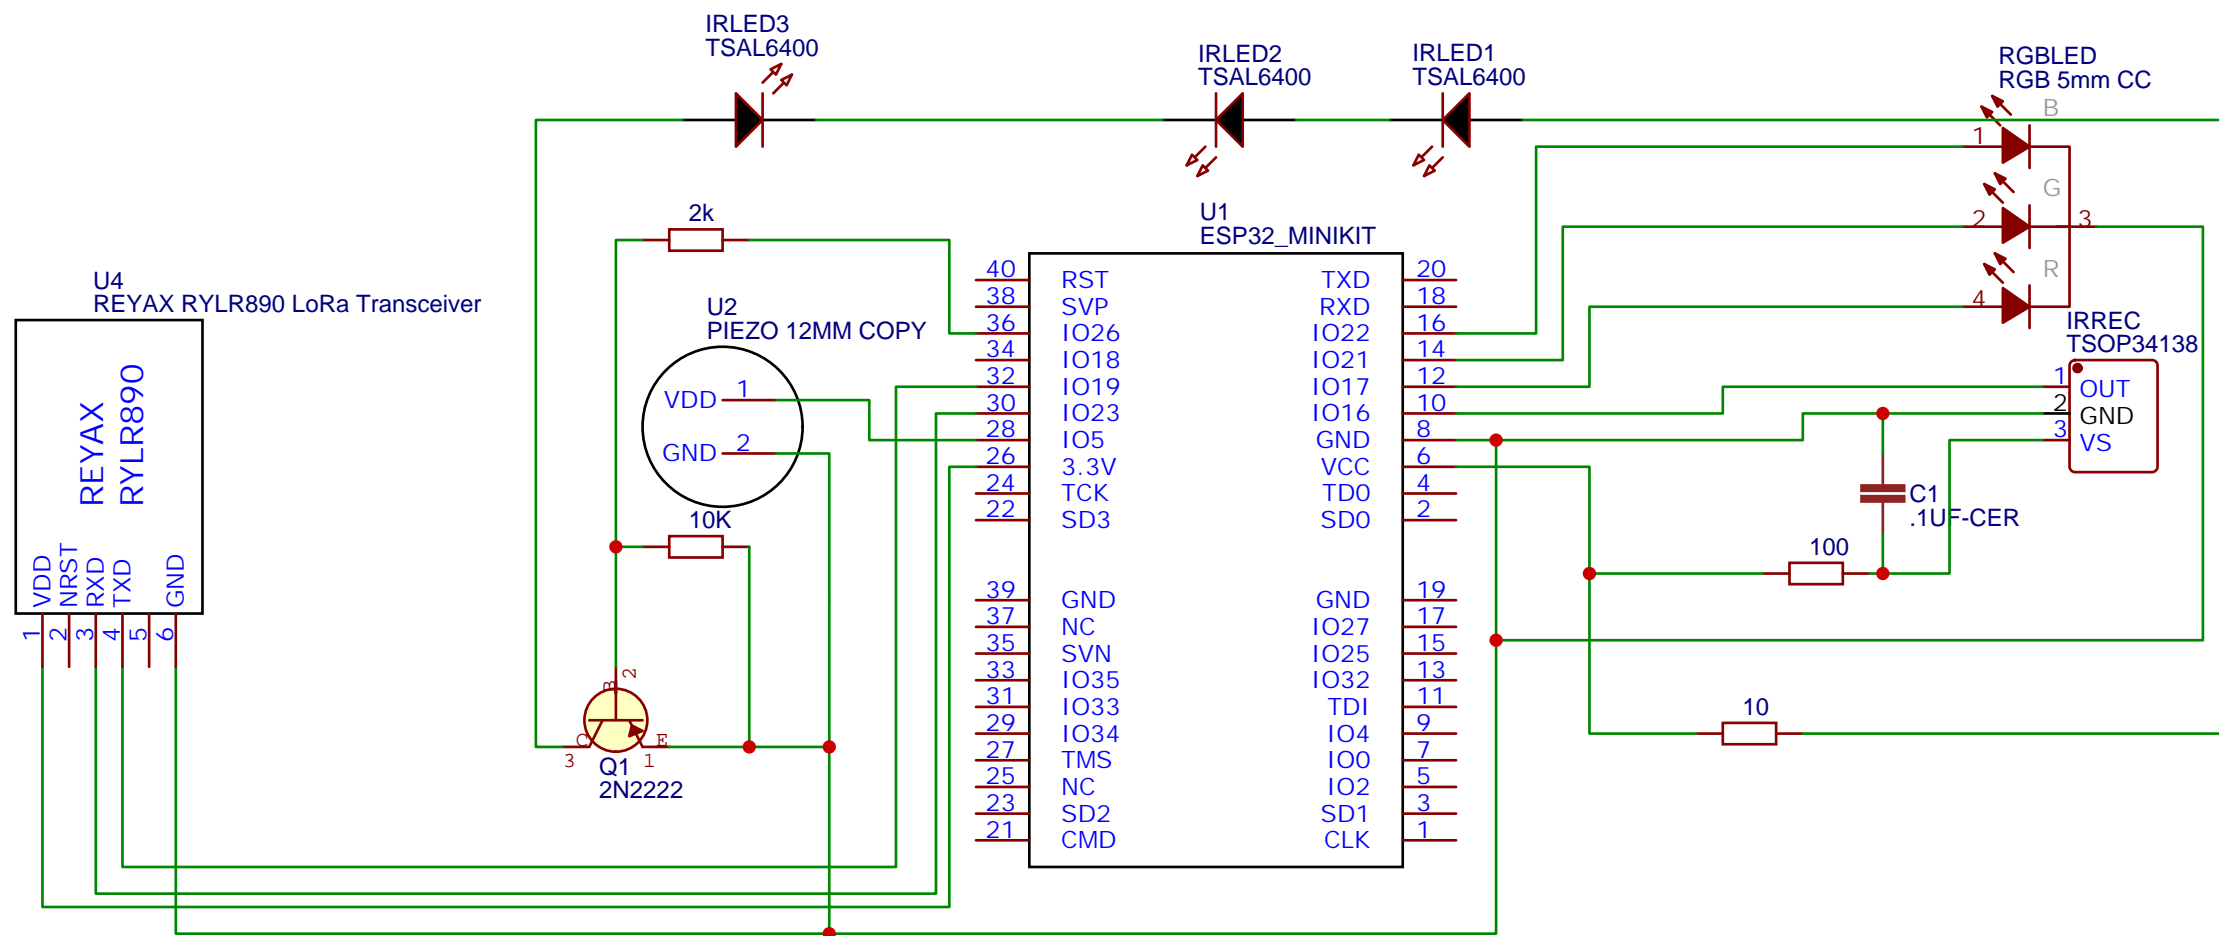 IRLED3
TSAL6400
IRLED2
TSAL6400
IRLED1
TSAL6400
RGBLED
RGB 5mm CC
B
1
G
2
3
R
4
2k
U1
ESP32_MINIKIT
U4
REYAX RYLR890 LoRa Transceiver
REYAX
RYLR890
VDD
NRST
RXD
TXD
GND
1
2
3
4
5
6
U2
PIEZO 12MM COPY
VDD 1
GND 2
10K
B
2
C
E
3
1
Q1
2N2222
40 RST TXD 20
38 SVP RXD 18
36 IO26 IO22 16
34 IO18 IO21 14
32 IO19 IO17 12
30 IO23 IO16 10
28 IO5 GND 8
26 3.3V VCC 6
24 TCK TD0 4
22 SD3 SD0 2
39 GND GND 19
37 NC IO27 17
35 SVN IO25 15
33 IO35 IO32 13
31 IO33 TDI 11
29 IO34 IO4 9
27 TMS IO0 7
25 NC IO2 5
23 SD2 SD1 3
21 CMD CLK 1
IRREC
TSOP34138
1 OUT
2 GND
3 VS
C1
.1UF-CER
100
10